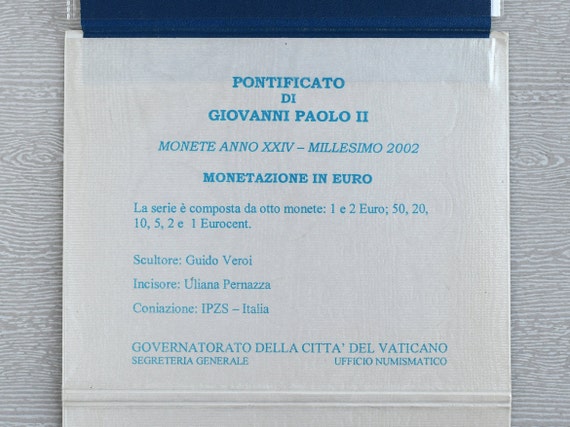 PONTIFICATO
DI
GIOVANNI PAOLO II
MONETE ANNO XXIV – MILLESIMO 2002
MONETAZIONE IN EURO
La serie è composta da otto monete: 1 e 2 Euro; 50, 20,
10, 5, 2 e 1 Eurocent.
Scultore: Guido Veroi
Incisore: Uliana Pernazza
Coniazione: IPZS – Italia
GOVERNATORATO DELLA CITTA' DEL VATICANO
SEGRETERIA GENERALE UFFICIO NUMISMATICO